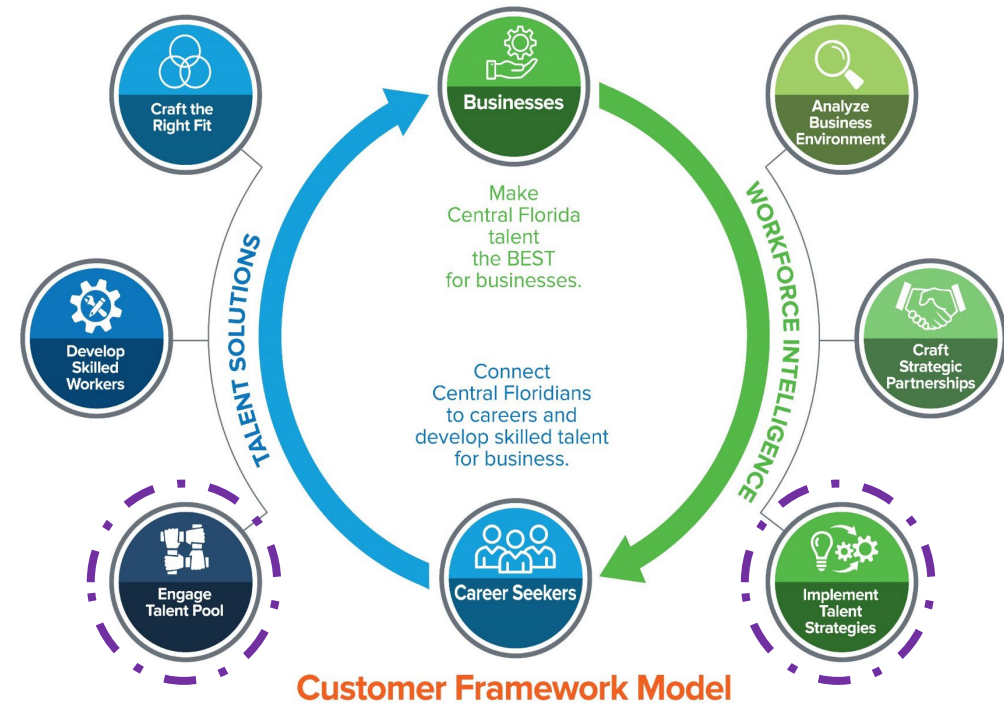 Craft the
Right Fit
Businesses
Analyze
Business
Environment
Make
Central Florida
talent
the BEST
for businesses.
TALENT SOLUTIONS
WORKFORCE INTELLIGENCE
Develop
Skilled
Workers
Craft
Strategic
Partnerships
Connect
Central Floridians
to careers and
develop skilled talent
for business.
Engage
Talent Pool
Career Seekers
Implement
Talent
Strategies
Customer Framework Model